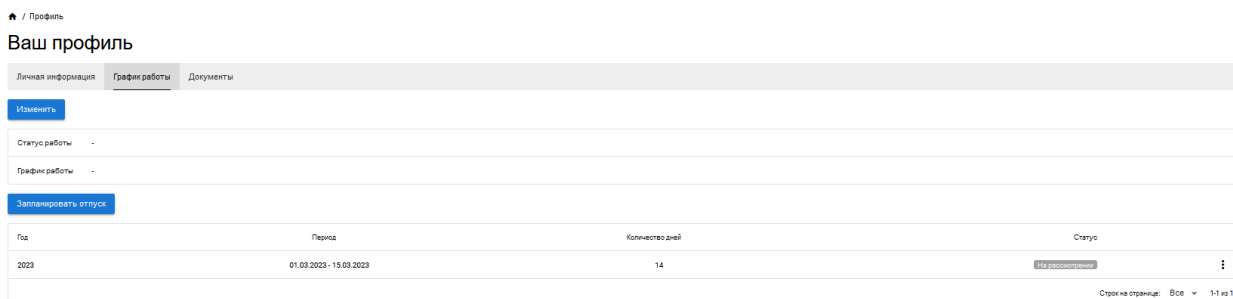 / Профиль
Ваш профиль
Личная информация График работы Документы
Изменить
Статус работы -
График работы -
Запланировать отпуск
Год Период Количество дней Статус
2023 01.03.2023 - 15.03.2023 14 На рассмотрении
Строк на странице: Все 1-1 из 1